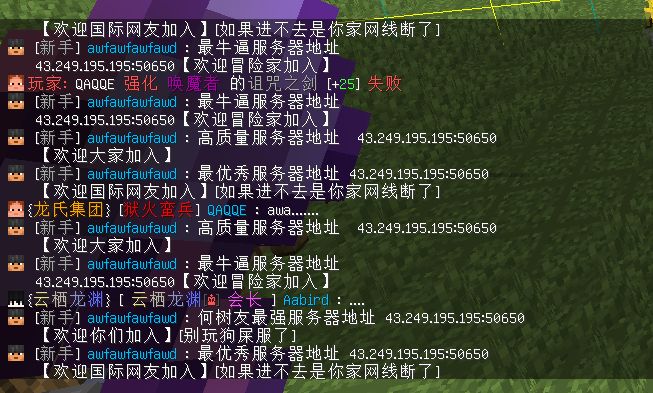 【欢迎国际网友加入】[如果进不去是你家网线断了]
[新手] awfawfawfawd : 最牛逼服务器地址
43.249.195.195:50650【欢迎冒险家加入】
玩家: QAQQE 强化 唤魔者 的诅咒之剑 [+25] 失败
[新手] awfawfawfawd : 最牛逼服务器地址
43.249.195.195:50650【欢迎冒险家加入】
[新手] awfawfawfawd : 高质量服务器地址 43.249.195.195:50650
【欢迎大家加入】
[新手] awfawfawfawd : 最优秀服务器地址 43.249.195.195:50650
【欢迎国际网友加入】[如果进不去是你家网线断了]
{龙氏集团} [狱火蛮兵] QAQQE : awa......
[新手] awfawfawfawd : 高质量服务器地址 43.249.195.195:50650
【欢迎大家加入】
[新手] awfawfawfawd : 最牛逼服务器地址
43.249.195.195:50650【欢迎冒险家加入】
{云栖龙渊} [ 云栖龙渊 会长 ] Aabird : ....
[新手] awfawfawfawd : 何树友最强服务器地址 43.249.195.195:50650
【欢迎你们加入】[别玩狗屎服了]
[新手] awfawfawfawd : 最优秀服务器地址 43.249.195.195:50650
【欢迎国际网友加入】[如果进不去是你家网线断了]